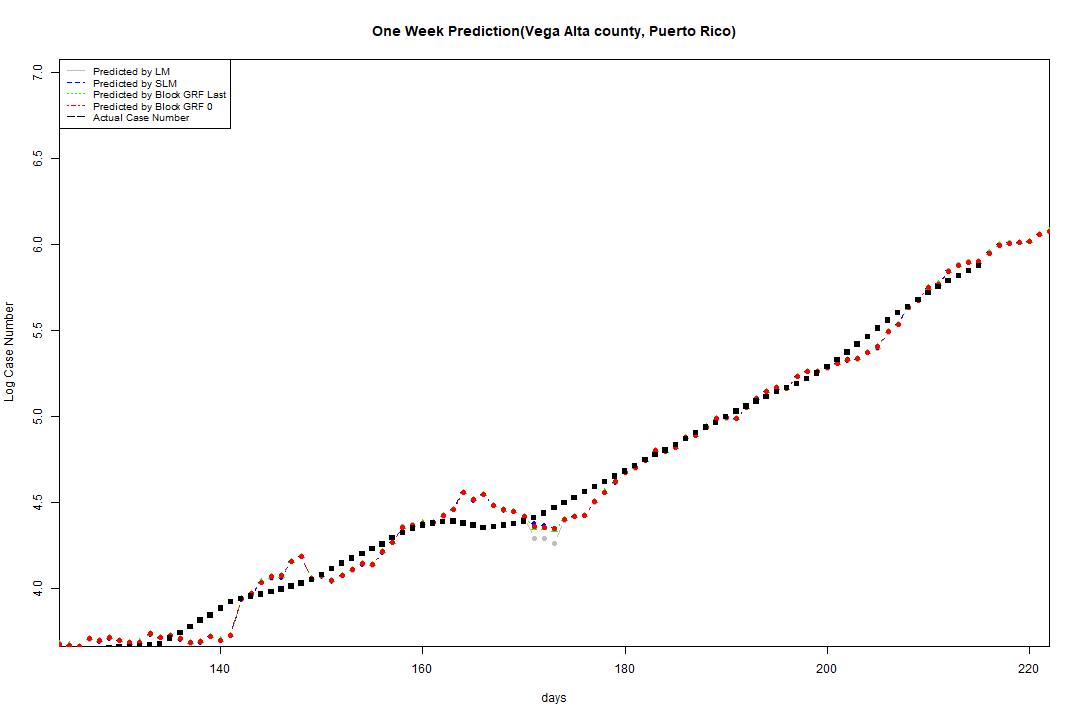 One Week Prediction(Vega Alta county, Puerto Rico)
Predicted by LM
Predicted by SLM
Predicted by Block GRF Last
Predicted by Block GRF 0
Actual Case Number
7.0
6.5
6.0
5.5
5.0
4.5
4.0
Log Case Number
140 160 180 200 220
days